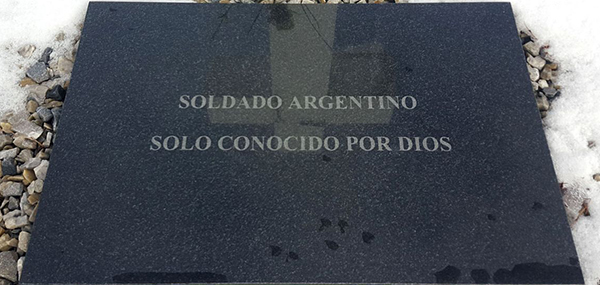 SOLDADO ARGENTINO
SOLO CONOCIDO POR DIOS